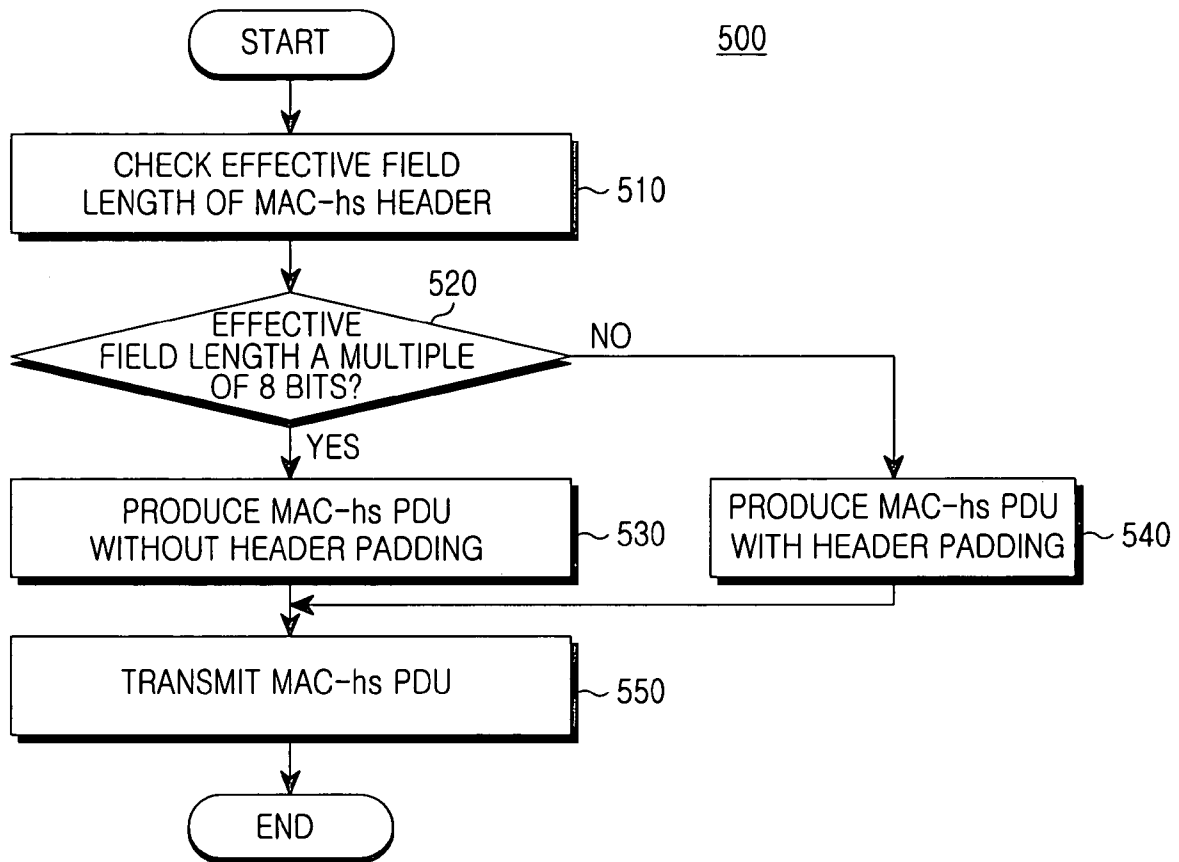 START
500
CHECK EFFECTIVE FIELD
LENGTH OF MAC-hs HEADER
510
520
EFFECTIVE
FIELD LENGTH A MULTIPLE
OF 8 BITS?
NO
YES
PRODUCE MAC-hs PDU
WITHOUT HEADER PADDING
530
PRODUCE MAC-hs PDU
WITH HEADER PADDING
540
TRANSMIT MAC-hs PDU
550
END